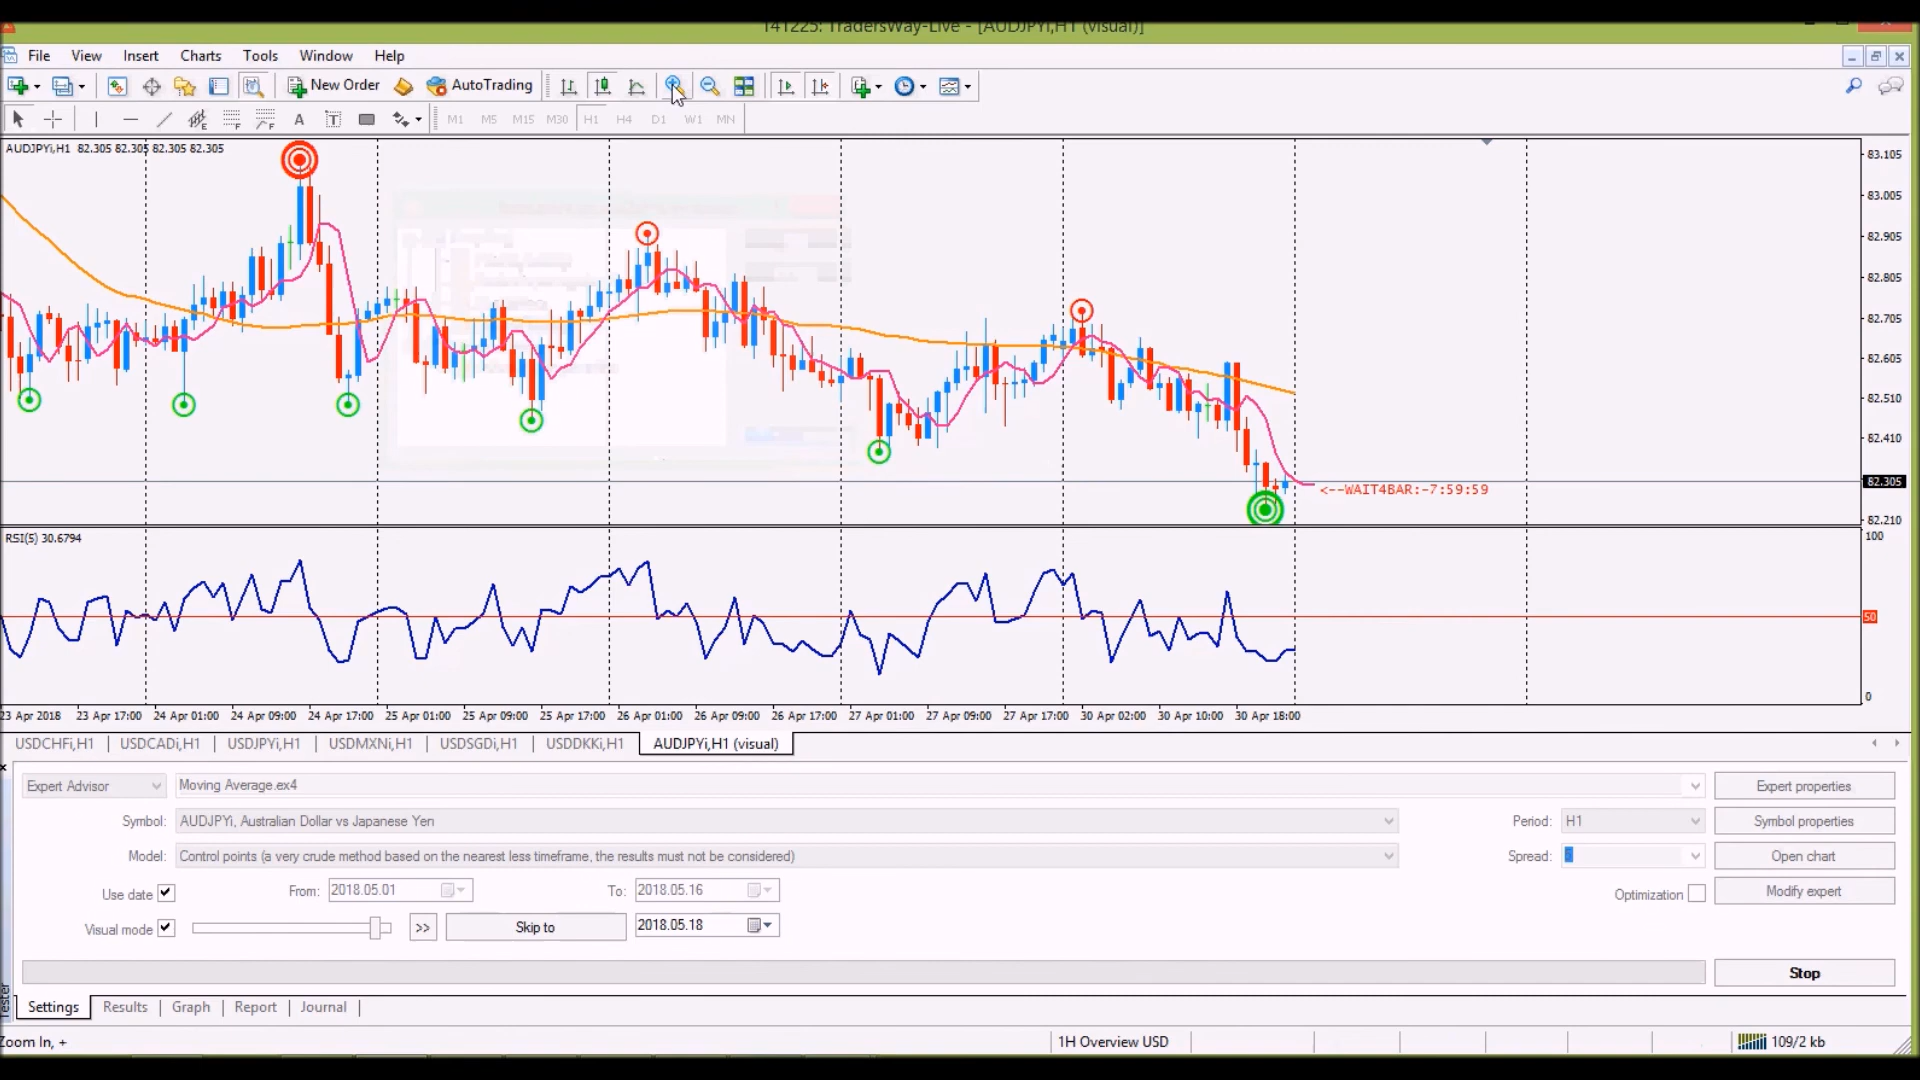 141225: TradersWay-Live - [AUDJPYi,H1 (visual)]
File View Insert Charts Tools Window Help
New Order AutoTrading
A T M1 M5 M15 M30 H1 H4 D1 W1 MN
AUDJPYi,H1 82.305 82.305 82.305 82.305
83.105
83.005
82.905
82.805
82.705
82.605
82.510
82.410
82.305
<--WAIT4BAR:-7:59:59
82.210
RSI(5) 30.6794
100
50
0
23 Apr 2018 23 Apr 17:00 24 Apr 01:00 24 Apr 09:00 24 Apr 17:00 25 Apr 01:00 25 Apr 09:00 25 Apr 17:00 26 Apr 01:00 26 Apr 09:00 26 Apr 17:00 27 Apr 01:00 27 Apr 09:00 27 Apr 17:00 30 Apr 02:00 30 Apr 10:00 30 Apr 18:00
USDCHFi,H1 USDCADi,H1 USDJPYi,H1 USDMXNi,H1 USDSGDi,H1 USDDKKi,H1 AUDJPYi,H1 (visual)
Expert Advisor Moving Average.ex4 Expert properties
Symbol: AUDJPYi, Australian Dollar vs Japanese Yen Period: H1 Symbol properties
Model: Control points (a very crude method based on the nearest less timeframe, the results must not be considered) Spread: Open chart
Use date From: 2018.05.01 To: 2018.05.16 Optimization Modify expert
Visual mode >> Skip to 2018.05.18
Stop
Tester
Settings Results Graph Report Journal
Zoom In, + 1H Overview USD 109/2 kb